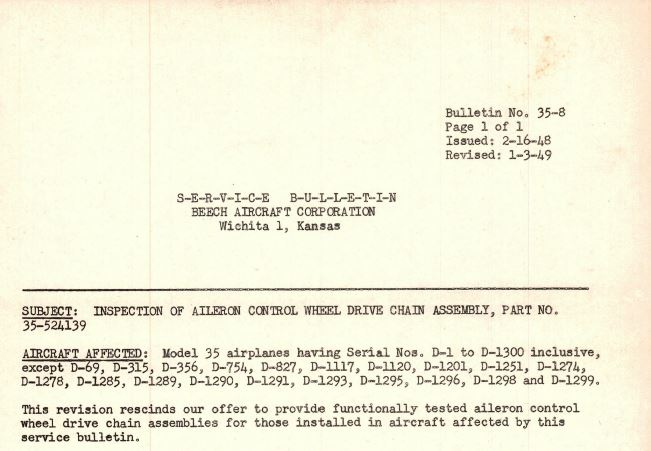 Bulletin No. 35-8
Page 1 of 1
Issued: 2-16-48
Revised: 1-3-49
S-E-R-V-I-C-E B-U-L-L-E-T-I-N
BEECH AIRCRAFT CORPORATION
Wichita 1, Kansas
SUBJECT: INSPECTION OF AILERON CONTROL WHEEL DRIVE CHAIN ASSEMBLY, PART NO.
35-524139
AIRCRAFT AFFECTED: Model 35 airplanes having Serial Nos. D-1 to D-1300 inclusive,
except D-69, D-315, D-356, D-754, D-827, D-1117, D-1120, D-1201, D-1251, D-1274,
D-1278, D-1285, D-1289, D-1290, D-1291, D-1293, D-1295, D-1296, D-1298 and D-1299.
This revision rescinds our offer to provide functionally tested aileron control
wheel drive chain assemblies for those installed in aircraft affected by this
service bulletin.